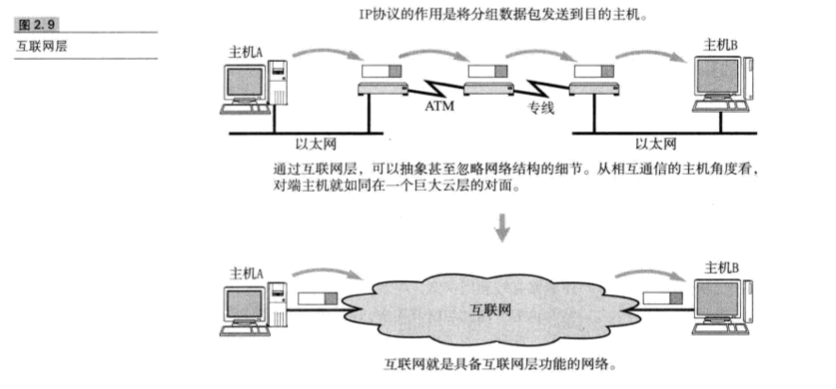 图 2.9
互联网层
IP协议的作用是将分组数据包发送到目的主机。
主机A
主机B
ATM
专线
以太网
以太网
通过互联网层，可以抽象甚至忽略网络结构的细节。从相互通信的主机角度看，
对端主机就如同在一个巨大云层的对面。
主机A
主机B
互联网
互联网就是具备互联网层功能的网络。